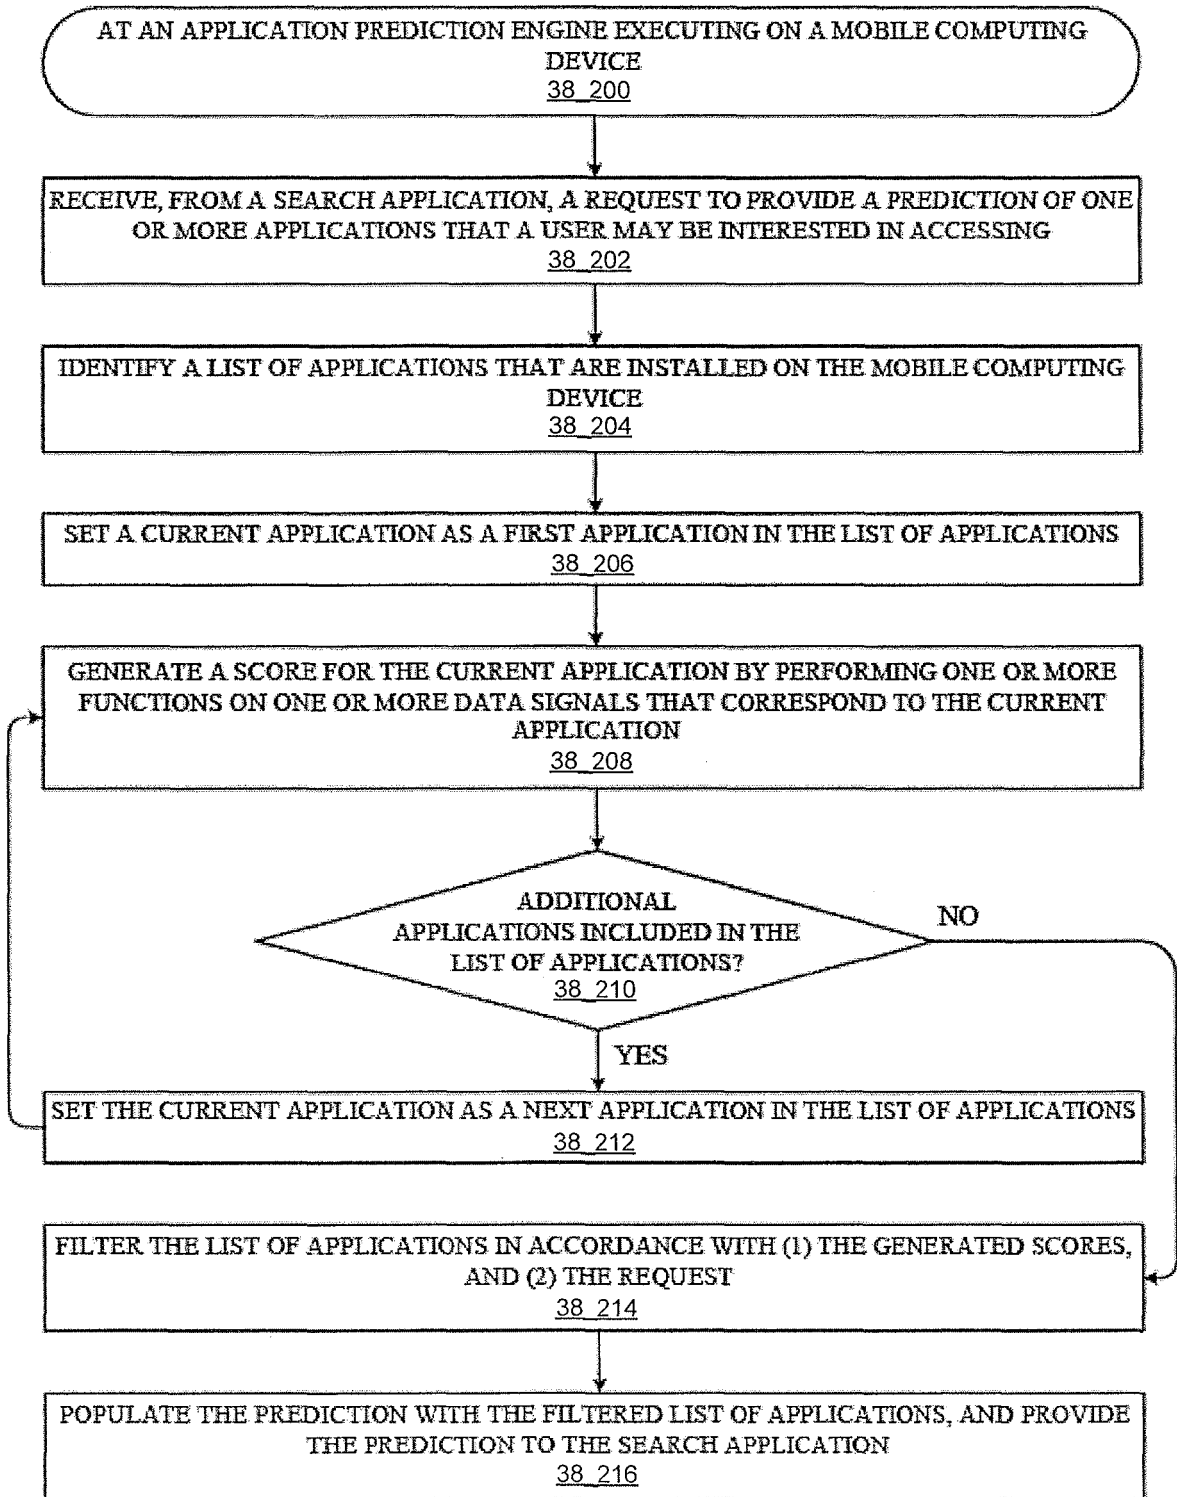 AT AN APPLICATION PREDICTION ENGINE EXECUTING ON A MOBILE COMPUTING
DEVICE
38_200
RECEIVE, FROM A SEARCH APPLICATION, A REQUEST TO PROVIDE A PREDICTION OF ONE
OR MORE APPLICATIONS THAT A USER MAY BE INTERESTED IN ACCESSING
38_202
IDENTIFY A LIST OF APPLICATIONS THAT ARE INSTALLED ON THE MOBILE COMPUTING
DEVICE
38_204
SET A CURRENT APPLICATION AS A FIRST APPLICATION IN THE LIST OF APPLICATIONS
38_206
GENERATE A SCORE FOR THE CURRENT APPLICATION BY PERFORMING ONE OR MORE
FUNCTIONS ON ONE OR MORE DATA SIGNALS THAT CORRESPOND TO THE CURRENT
APPLICATION
38_208
ADDITIONAL
APPLICATIONS INCLUDED IN THE
LIST OF APPLICATIONS?
38_210
NO
YES
SET THE CURRENT APPLICATION AS A NEXT APPLICATION IN THE LIST OF APPLICATIONS
38_212
FILTER THE LIST OF APPLICATIONS IN ACCORDANCE WITH (1) THE GENERATED SCORES,
AND (2) THE REQUEST
38_214
POPULATE THE PREDICTION WITH THE FILTERED LIST OF APPLICATIONS, AND PROVIDE
THE PREDICTION TO THE SEARCH APPLICATION
38_216